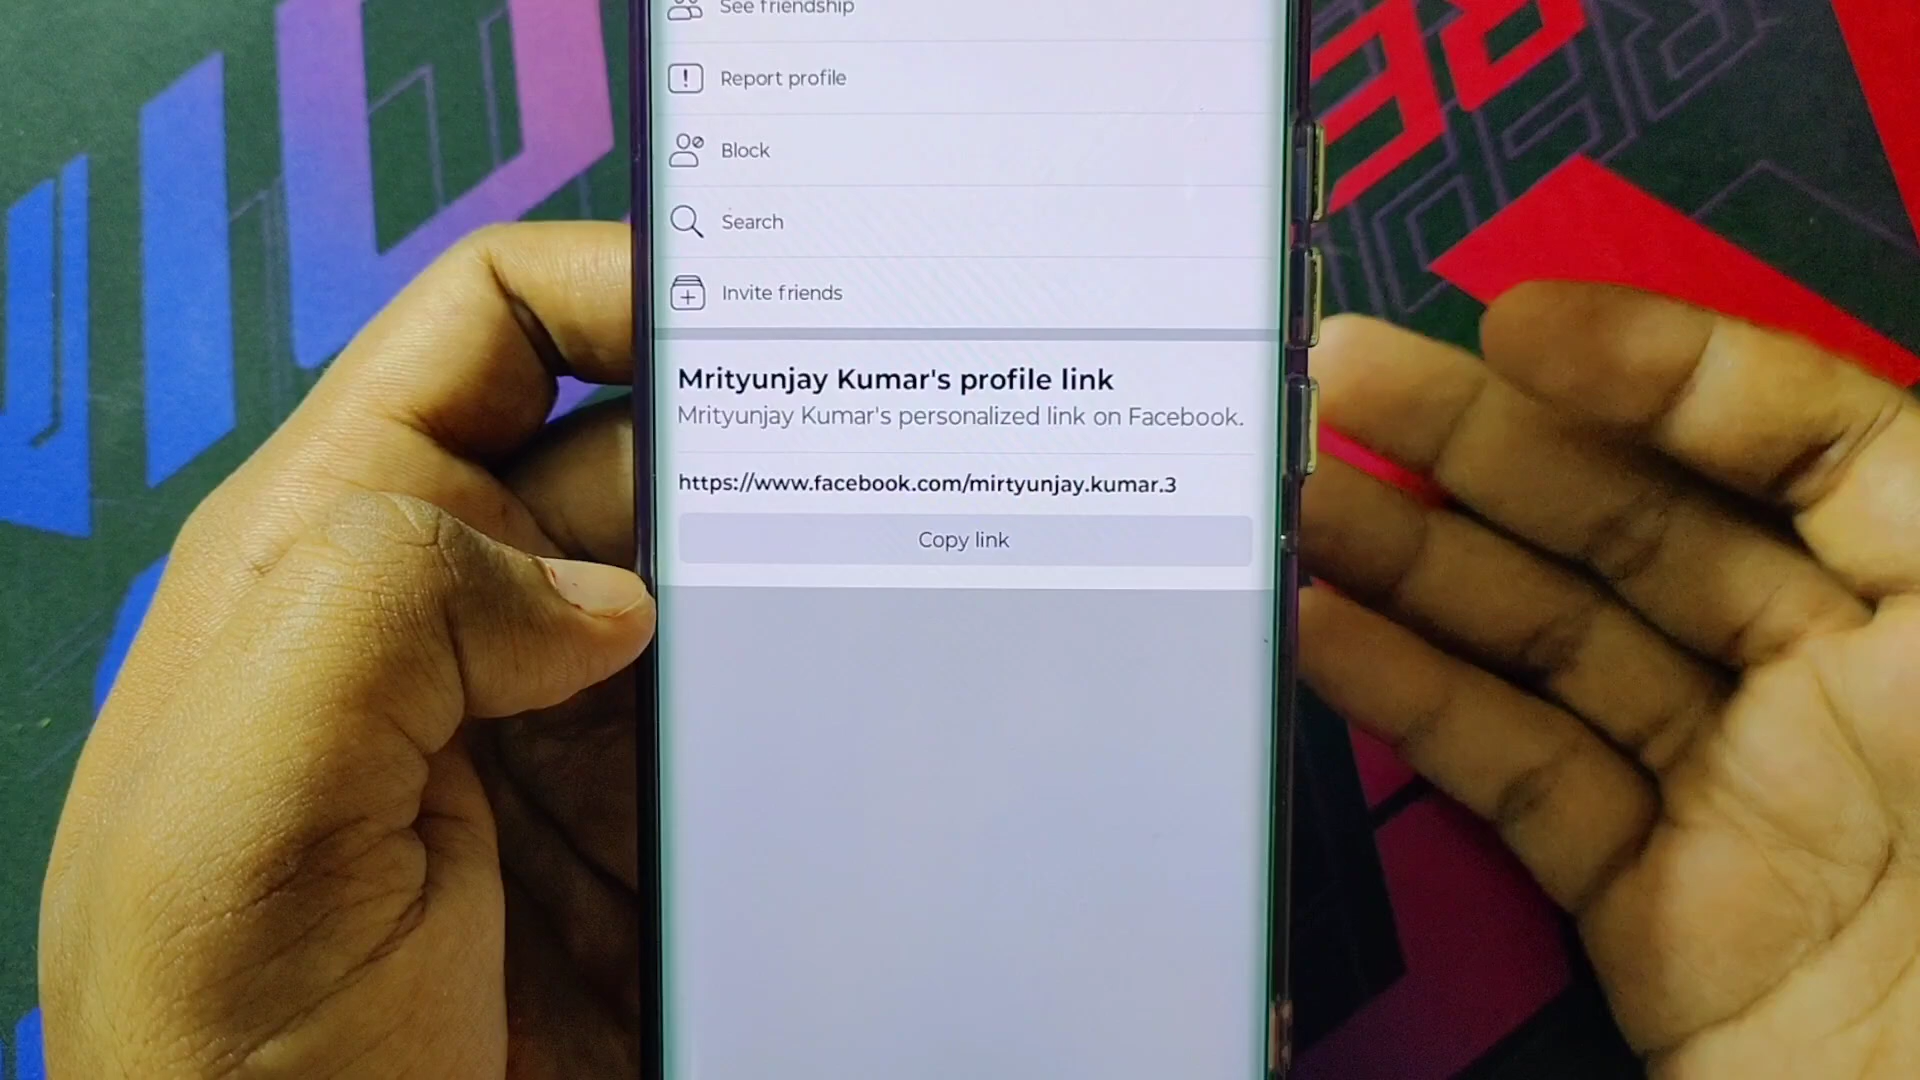 See friendship
Report profile
Block
Search
Invite friends
Mrityunjay Kumar's profile link
Mrityunjay Kumar's personalized link on Facebook.
https://www.facebook.com/mirtyunjay.kumar.3
Copy link